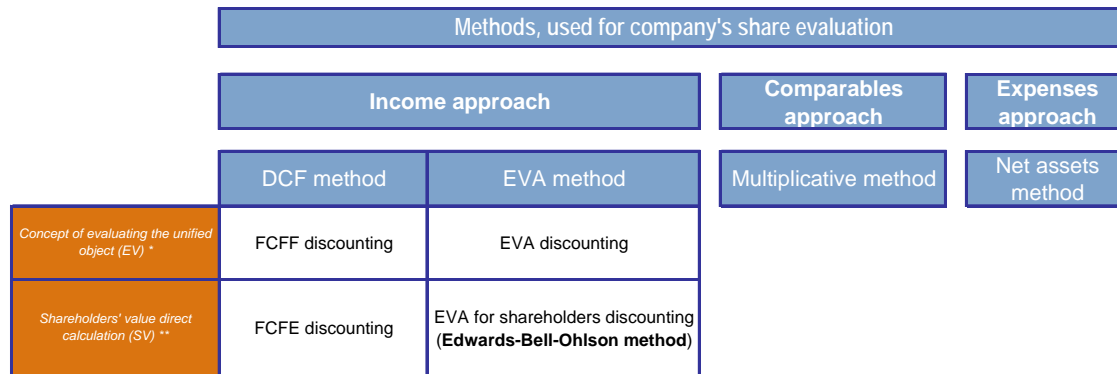 Methods, used for company's share evaluation
Income approach
Comparables
approach
Expenses
approach
DCF method
EVA method
Multiplicative method
Net assets
method
Concept of evaluating the unified
object (EV) *
FCFF discounting
EVA discounting
Shareholders' value direct
calculation (SV) **
FCFE discounting
EVA for shareholders discounting
(Edwards-Bell-Ohlson method)